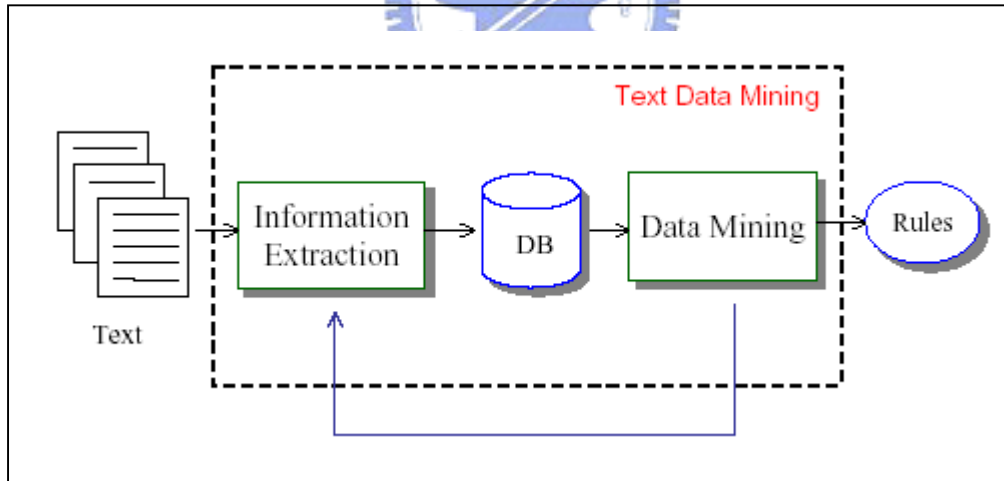 Text Data Mining
Information
Extraction
DB
Data Mining
Rules
Text